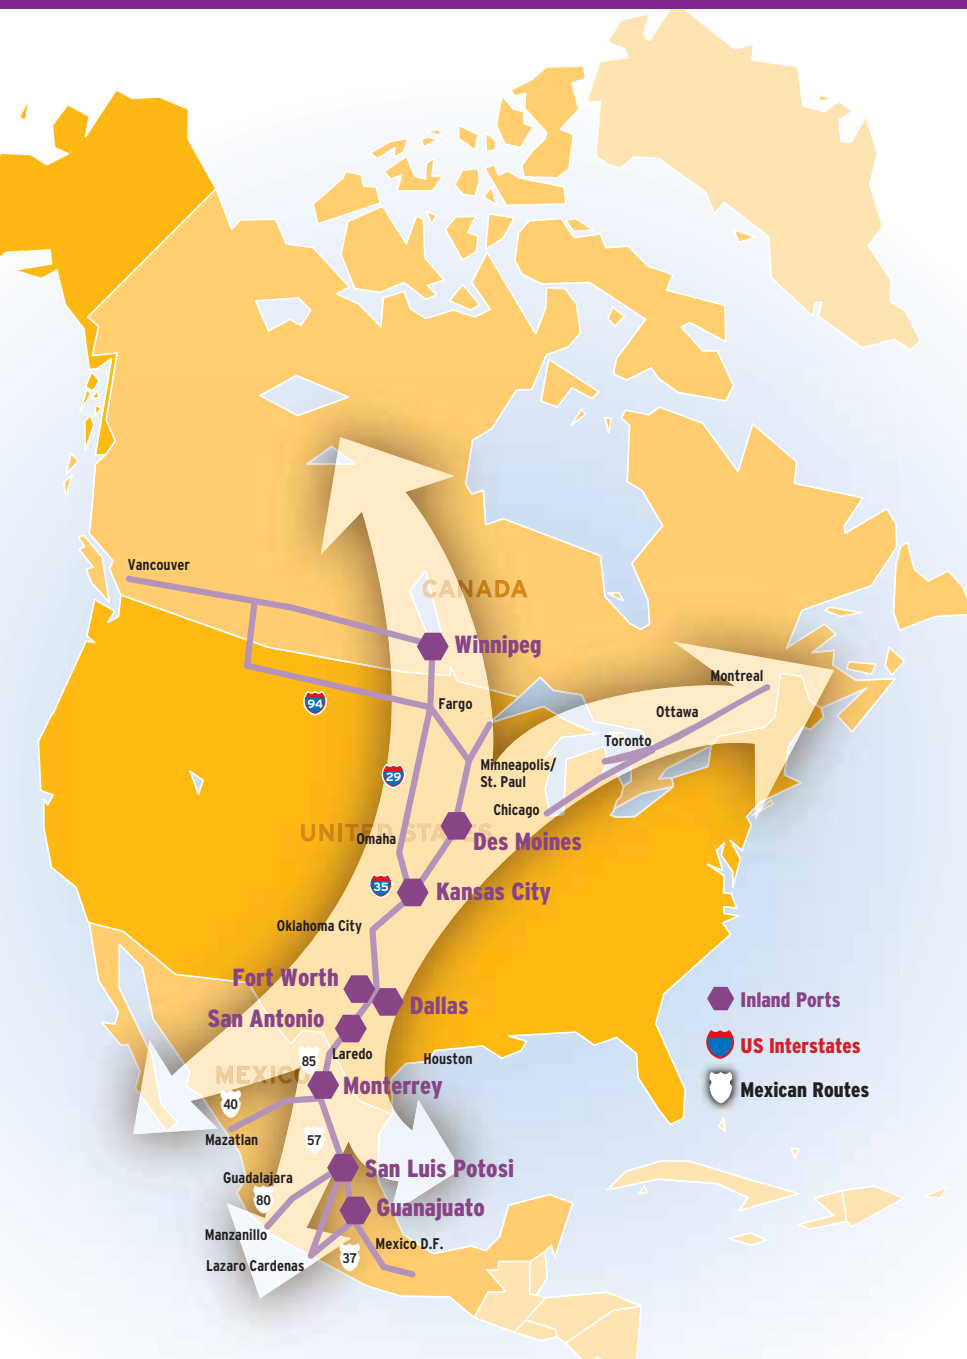 Vancouver
CANADA
Winnipeg
Montreal
94
Fargo
Ottawa
Toronto
29
Minneapolis/
St. Paul
Chicago
UNITED STATES
Omaha
Des Moines
35
Kansas City
Oklahoma City
Fort Worth
Dallas
Inland Ports
San Antonio
US Interstates
85
Laredo
Houston
MEXICO
Monterrey
Mexican Routes
40
Mazatlan
57
San Luis Potosi
Guadalajara
80
Guanajuato
Manzanillo
Mexico D.F.
Lazaro Cardenas
37